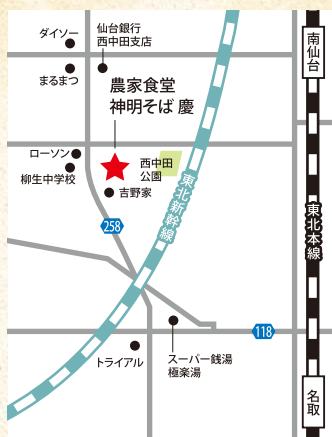 ダイソー
仙台銀行
西中田支店
南仙台
まるまつ
農家食堂
神明そば 慶
ローソン
柳生中学校
西中田
公園
吉野家
東北新幹線
東北本線
258
118
トライアル
スーパー銭湯
極楽湯
名取